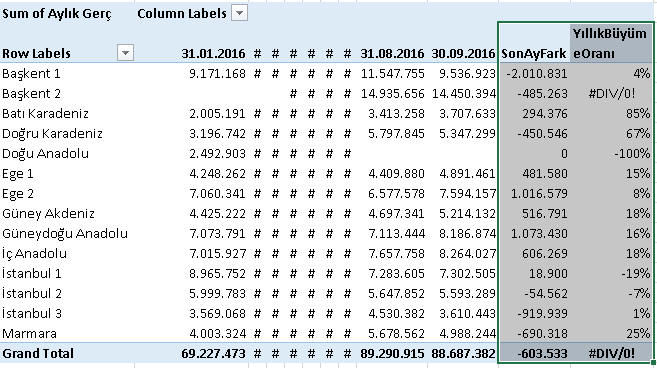 Sum of Aylık Gerç Column Labels
YıllıkBüyüm
Row Labels 31.01.2016 # # # # # # 31.08.2016 30.09.2016 SonAyFark eOranı
Başkent 1 9.171.168 # # # # # # 11.547.755 9.536.923 -2.010.831 4%
Başkent 2 # # # # 14.935.656 14.450.394 -485.263 #DIV/0!
Batı Karadeniz 2.005.191 # # # # # # 3.413.258 3.707.633 294.376 85%
Doğru Karadeniz 3.196.742 # # # # # # 5.797.845 5.347.299 -450.546 67%
Doğu Anadolu 2.492.903 # # # # # # 0 -100%
Ege 1 4.248.262 # # # # # # 4.409.880 4.891.461 481.580 15%
Ege 2 7.060.341 # # # # # # 6.577.578 7.594.157 1.016.579 8%
Güney Akdeniz 4.425.222 # # # # # # 4.697.341 5.214.132 516.791 18%
Güneydoğu Anadolu 7.073.791 # # # # # # 7.113.444 8.186.874 1.073.430 16%
İç Anadolu 7.015.927 # # # # # # 7.657.758 8.264.027 606.269 18%
İstanbul 1 8.965.752 # # # # # # 7.283.605 7.302.505 18.900 -19%
İstanbul 2 5.999.783 # # # # # # 5.647.852 5.593.289 -54.562 -7%
İstanbul 3 3.569.068 # # # # # # 4.530.382 3.610.443 -919.939 1%
Marmara 4.003.324 # # # # # # 5.678.562 4.988.244 -690.318 25%
Grand Total 69.227.473 # # # # # # 89.290.915 88.687.382 -603.533 #DIV/0!